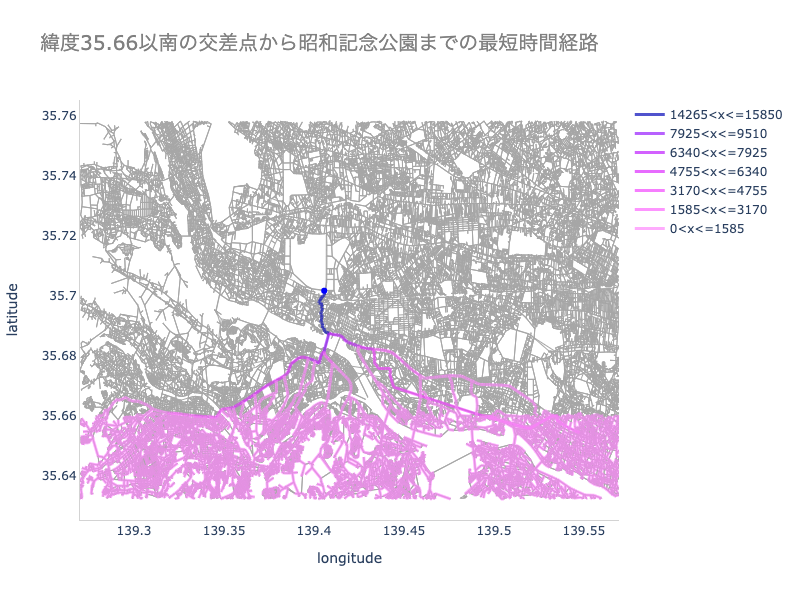 緯度35.66以南の交差点から昭和記念公園までの最短時間経路
35.76
35.74
35.72
35.7
35.68
35.66
35.64
latitude
139.3
139.35
139.4
139.45
139.5
139.55
longitude
14265<x<=15850
7925<x<=9510
6340<x<=7925
4755<x<=6340
3170<x<=4755
1585<x<=3170
0<x<=1585